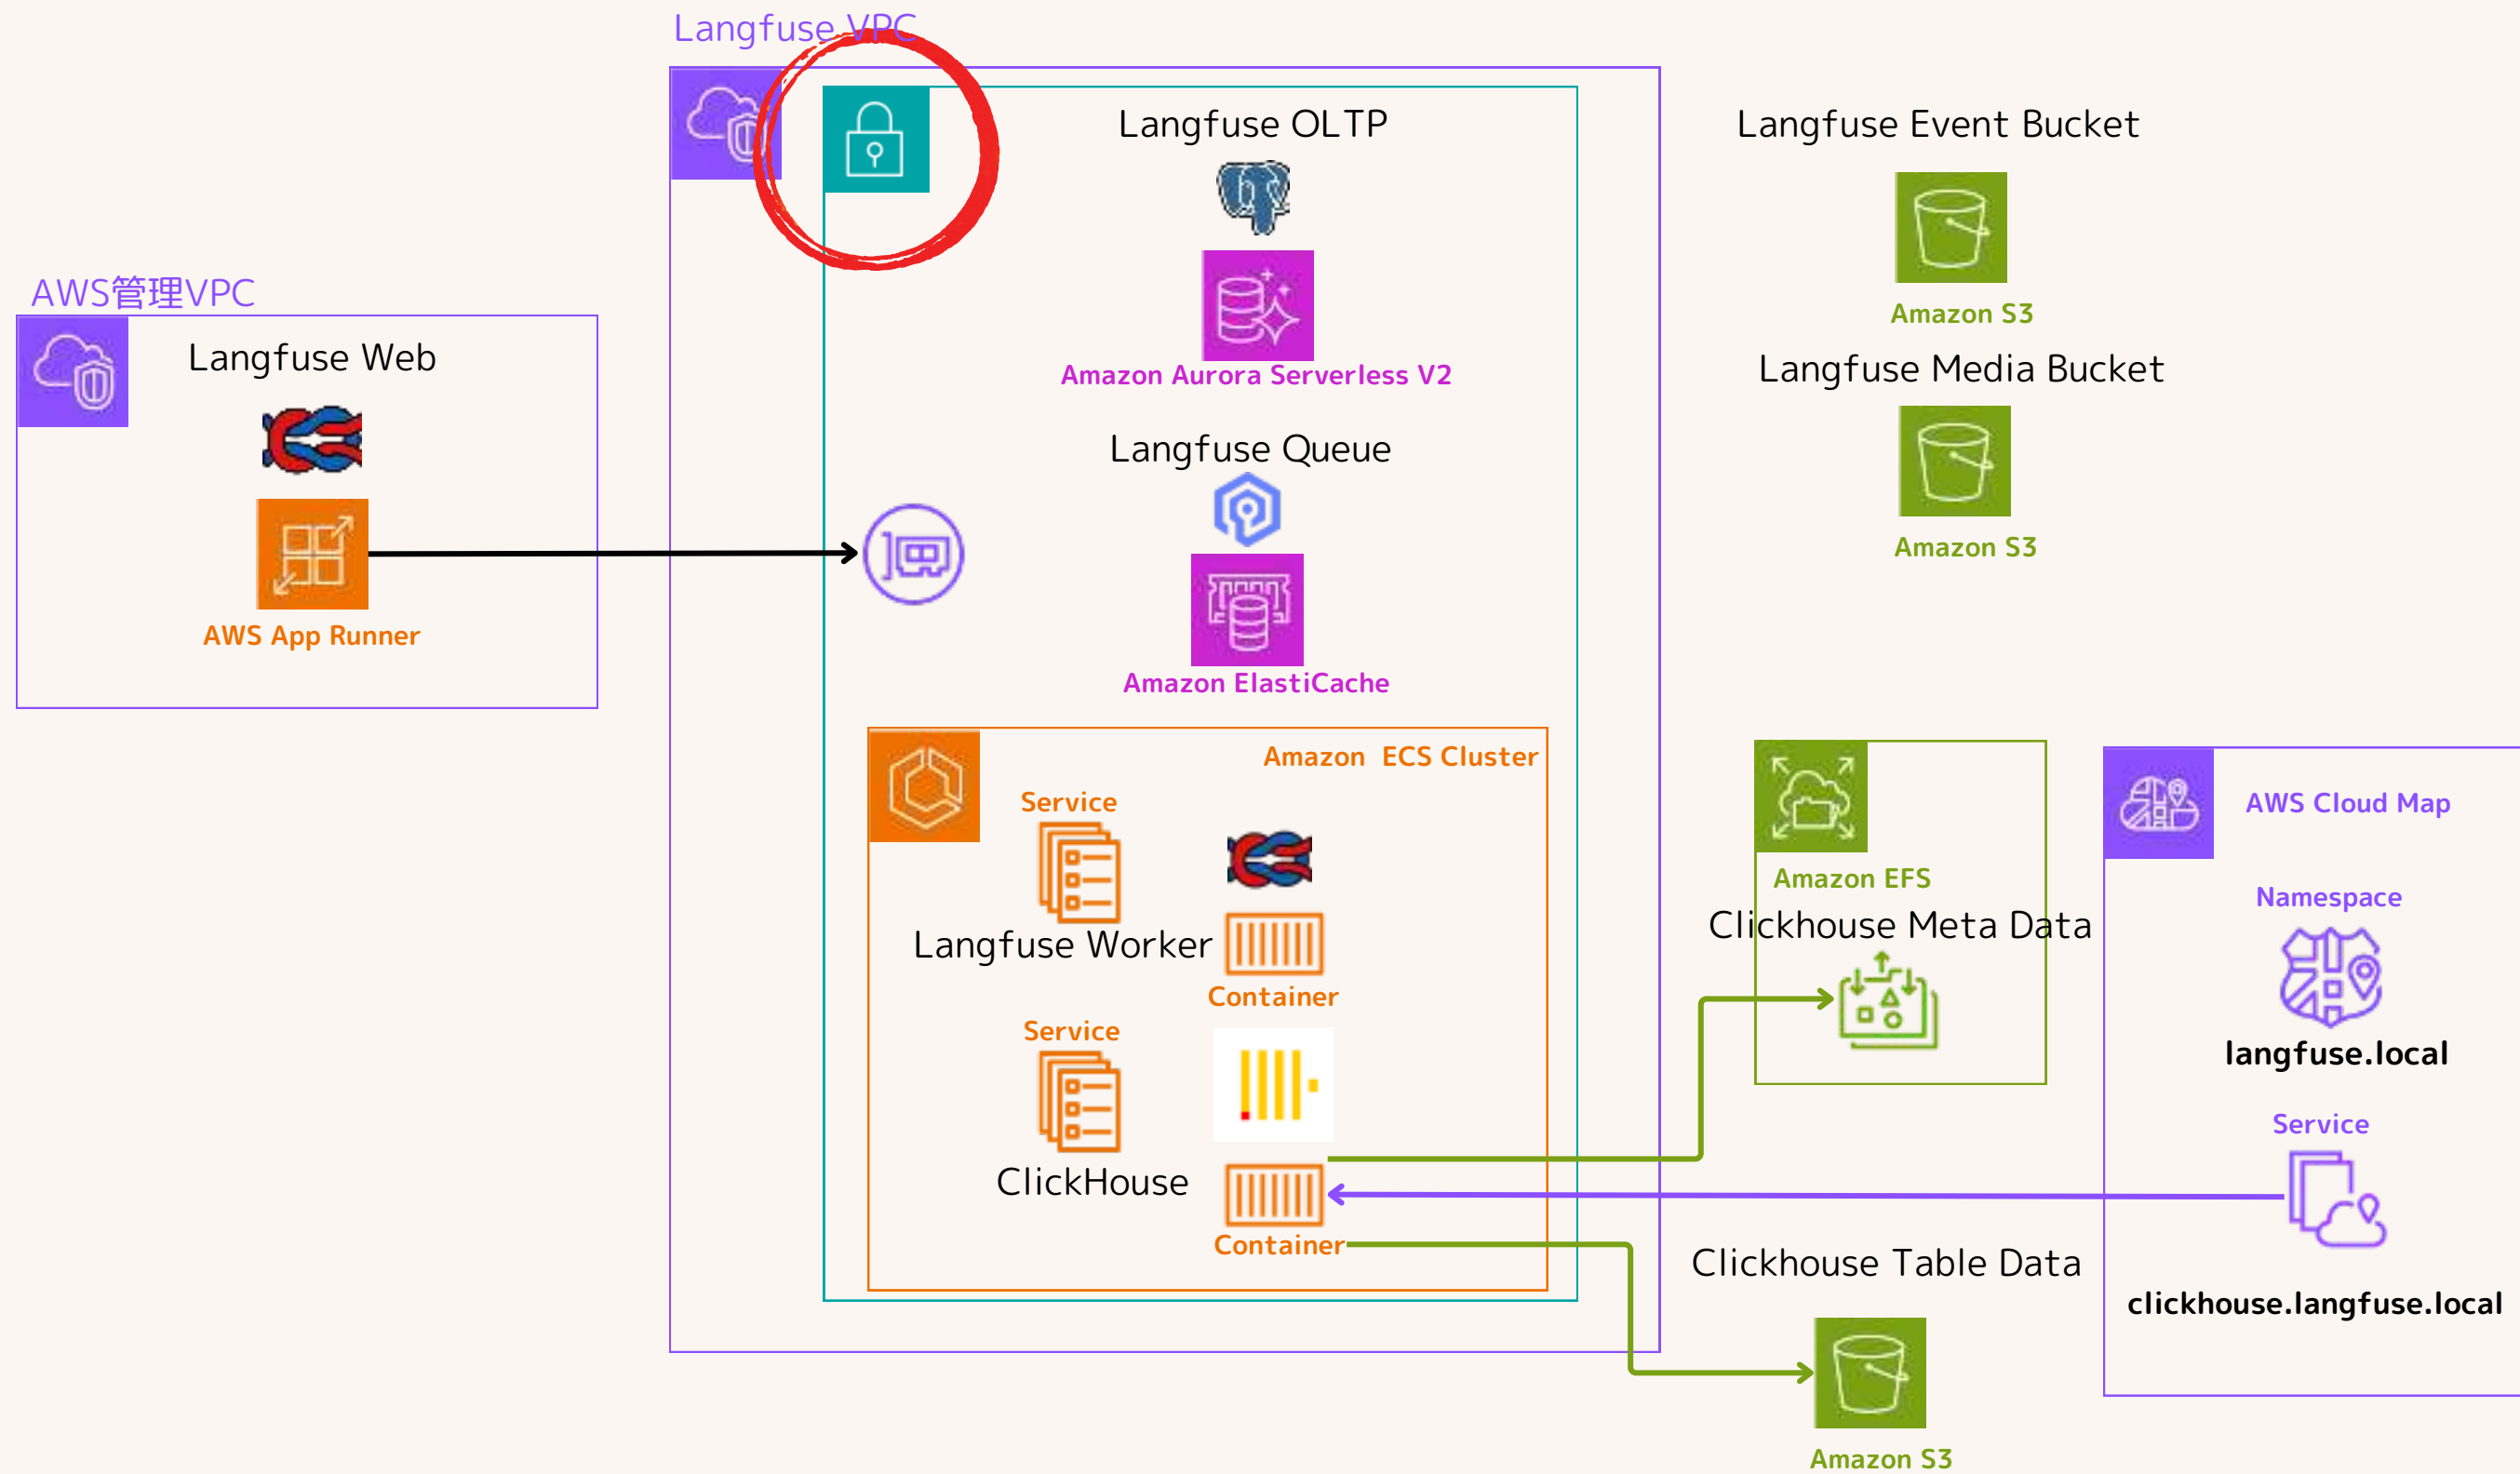 Langfuse VPC
Langfuse OLTP
Amazon Aurora Serverless V2
Langfuse Queue
Amazon ElastiCache
AWS管理VPC
Langfuse Web
AWS App Runner
Langfuse Event Bucket
Amazon S3
Langfuse Media Bucket
Amazon S3
Amazon ECS Cluster
Service
Langfuse Worker
Container
Service
ClickHouse
Container
Amazon EFS
Clickhouse Meta Data
AWS Cloud Map
Namespace
langfuse.local
Service
clickhouse.langfuse.local
Clickhouse Table Data
Amazon S3